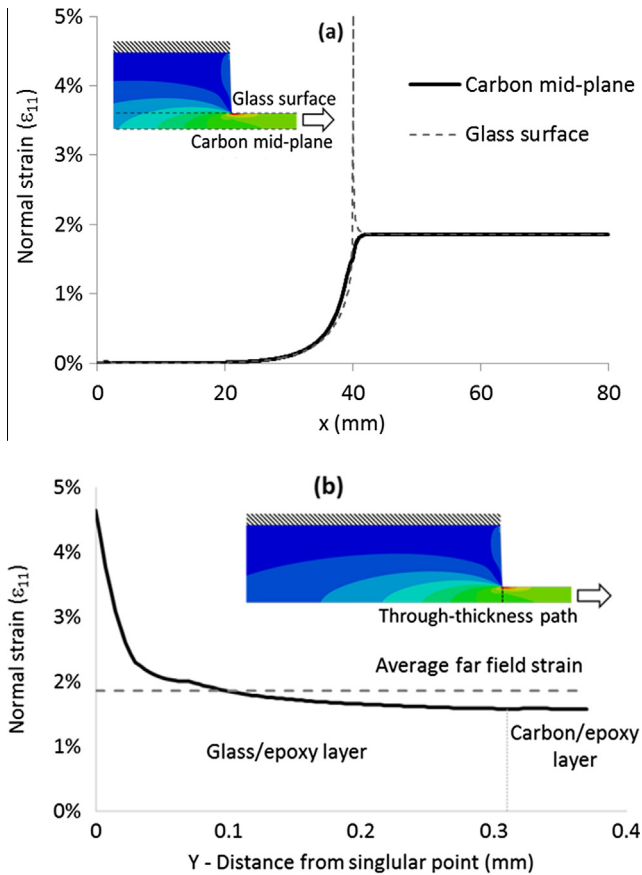 (a)
5%
4%
3%
2%
1%
0%
Normal strain (ε11)
Glass surface
Carbon mid-plane
Carbon mid-plane
Glass surface
0 20 40 60 80
x (mm)
(b)
5%
4%
3%
2%
1%
0%
Normal strain (ε11)
Through-thickness path
Average far field strain
Glass/epoxy layer
Carbon/epoxy
layer
0 0.1 0.2 0.3 0.4
Y - Distance from singlular point (mm)